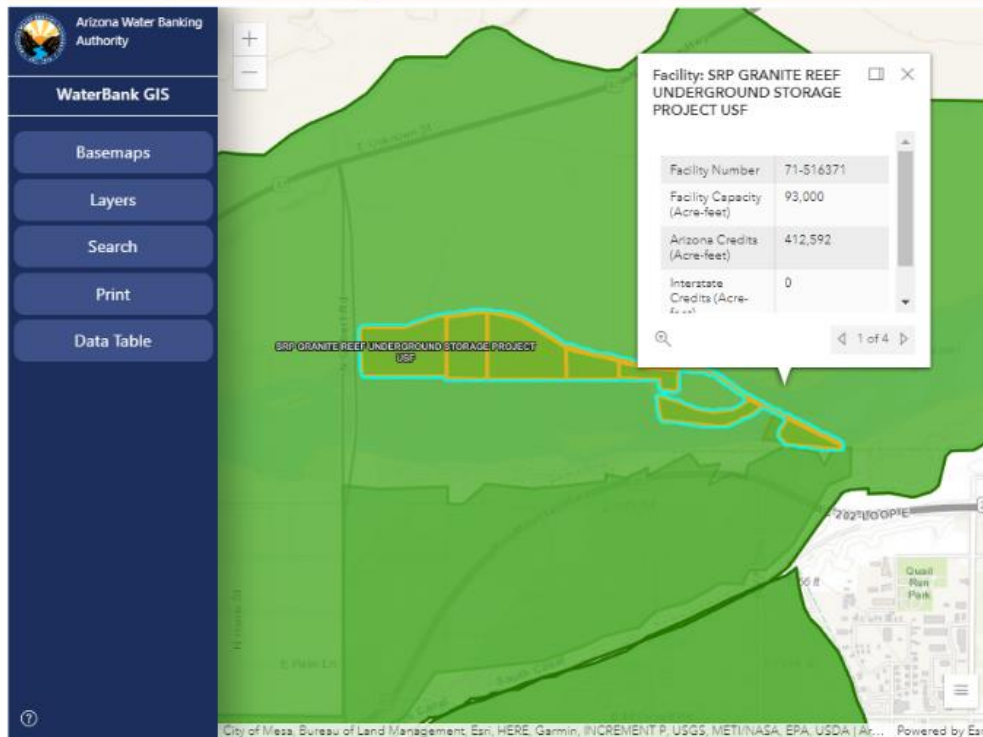 Arizona Water Banking
Authority
WaterBank GIS
Basemaps
Layers
Search
Print
Data Table
Facility: SRP GRANITE REEF
UNDERGROUND STORAGE
PROJECT USF
Facility Number 71-516371
Facility Capacity 93,000
(Acre-feet)
Arizona Credits 412,592
(Acre-feet)
Interstate 0
Credits (Acre-
feet)
1 of 4
SRP GRANITE REEF UNDERGROUND STORAGE PROJECT
USF
202 LOOP E
Quail
Run
Park
South Canal
City of Mesa, Bureau of Land Management, Esri, HERE, Garmin, INCREMENT P, USGS, METI/NASA, EPA, USDA | Ar... Powered by Esri